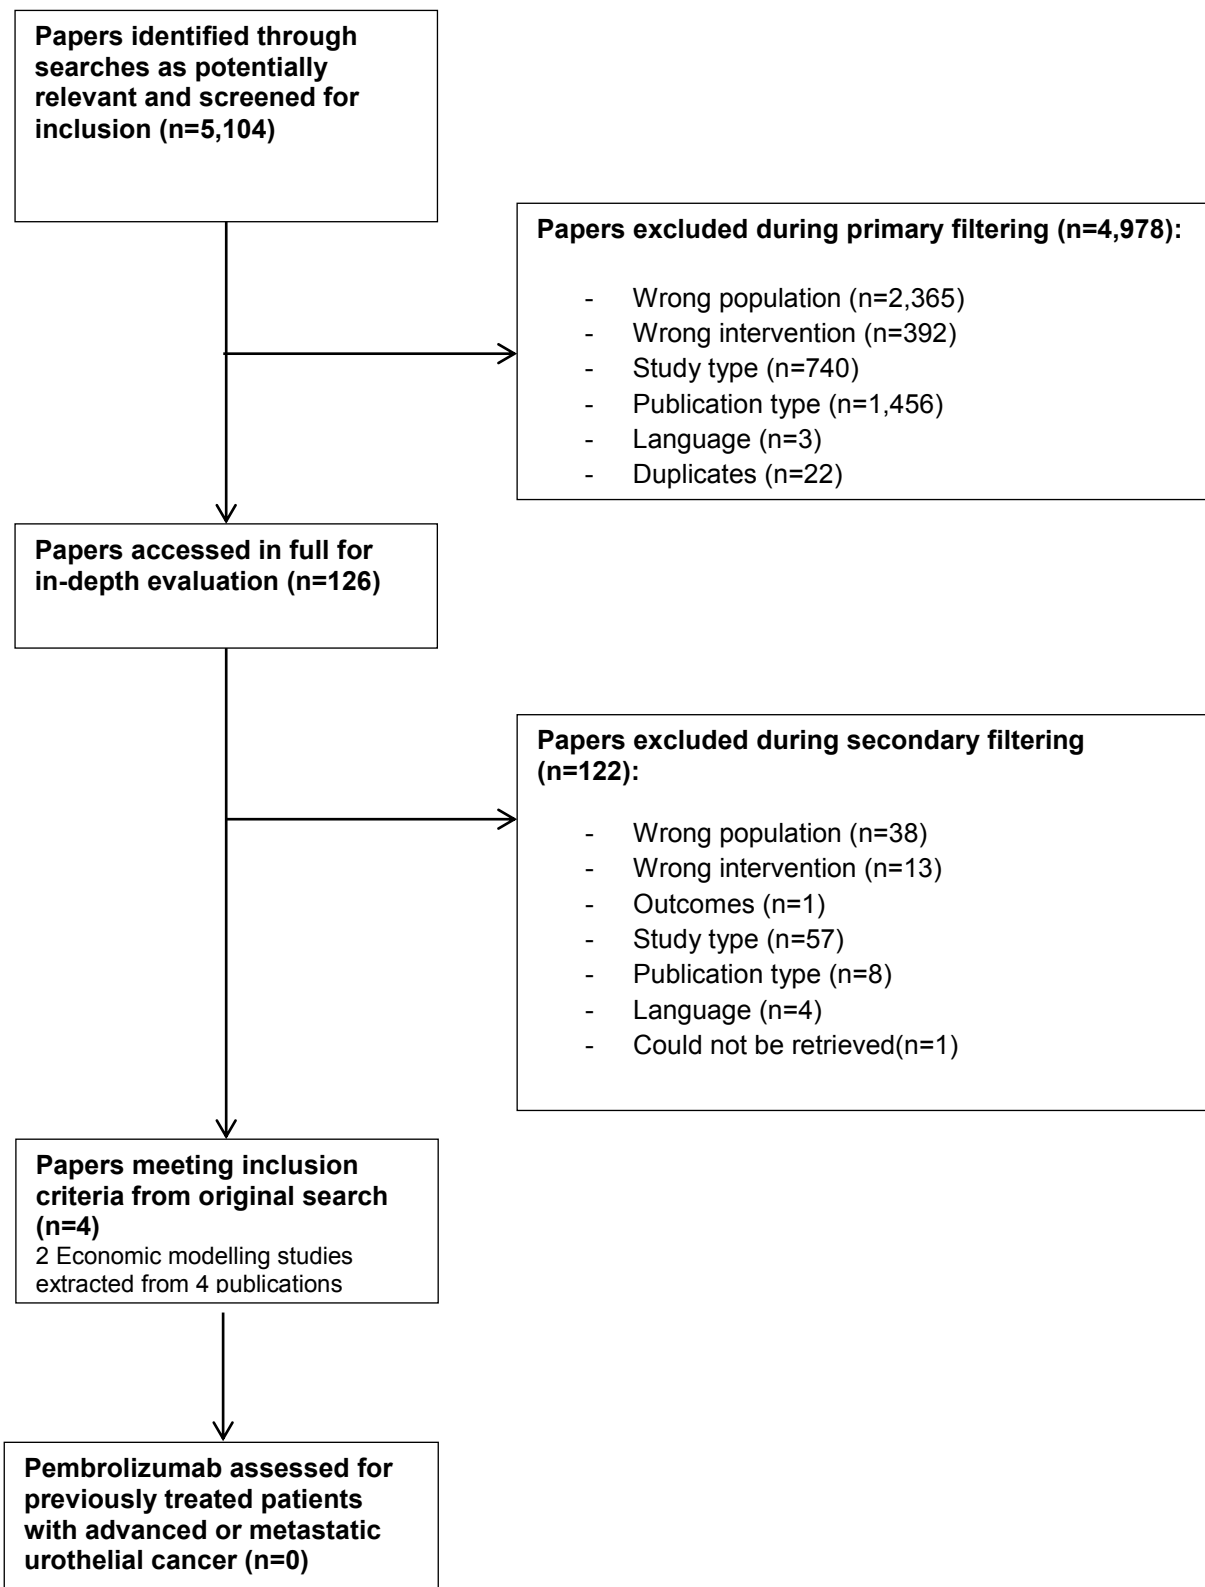 Papers identified through
searches as potentially
relevant and screened for
inclusion (n=5,104)
Papers excluded during primary filtering (n=4,978):
- Wrong population (n=2,365)
- Wrong intervention (n=392)
- Study type (n=740)
- Publication type (n=1,456)
- Language (n=3)
- Duplicates (n=22)
Papers accessed in full for
in-depth evaluation (n=126)
Papers excluded during secondary filtering
(n=122):
- Wrong population (n=38)
- Wrong intervention (n=13)
- Outcomes (n=1)
- Study type (n=57)
- Publication type (n=8)
- Language (n=4)
- Could not be retrieved(n=1)
Papers meeting inclusion
criteria from original search
(n=4)
2 Economic modelling studies
extracted from 4 publications
Pembrolizumab assessed for
previously treated patients
with advanced or metastatic
urothelial cancer (n=0)